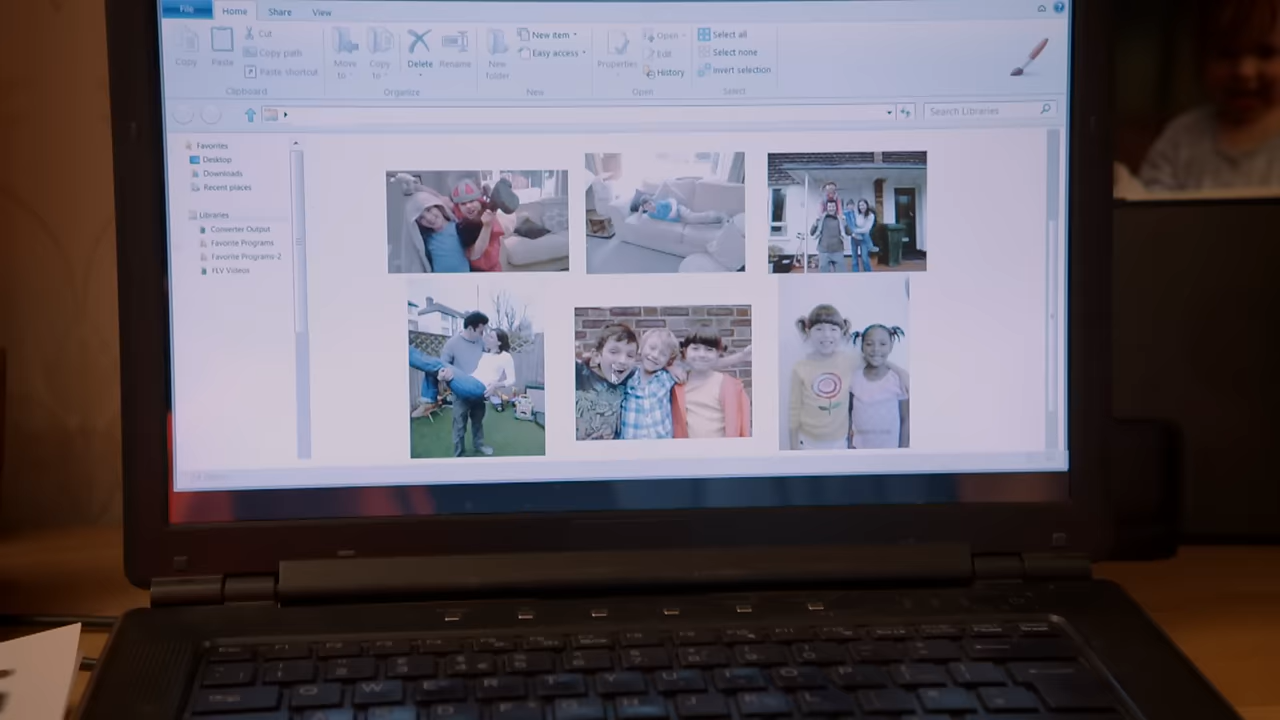 File Home Share View
Copy Paste Cut Copy path Paste shortcut
Clipboard
Move to Copy to Delete Rename
Organize
New folder New item Easy access
New
Properties Open Edit History
Open
Select all
Select none
Invert selection
Select
Search Libraries
Favorites
Desktop
Downloads
Recent places
Libraries
Converter Output
Favorite Programs
Favorite Programs-2
FLV Videos